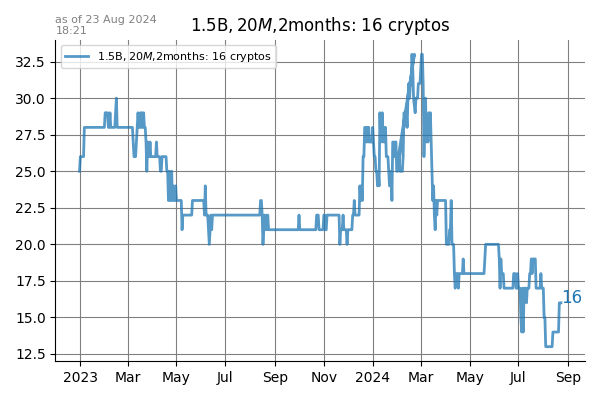 as of 23 Aug 2024
18:21
1.5B, 20M,2months: 16 cryptos
1.5B, 20M,2months: 16 cryptos
32.5
30.0
27.5
25.0
22.5
20.0
17.5
15.0
12.5
16
2023 Mar May Jul Sep Nov 2024 Mar May Jul Sep